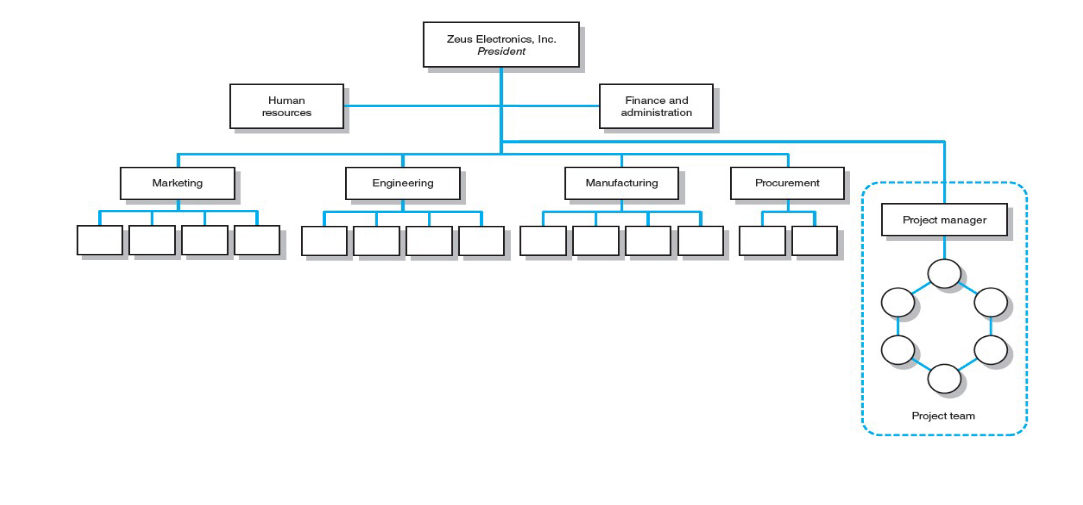 Zeus Electronics, Inc.
President
Human
resources
Finance and
administration
Marketing
Engineering
Manufacturing
Procurement
Project manager
Project team